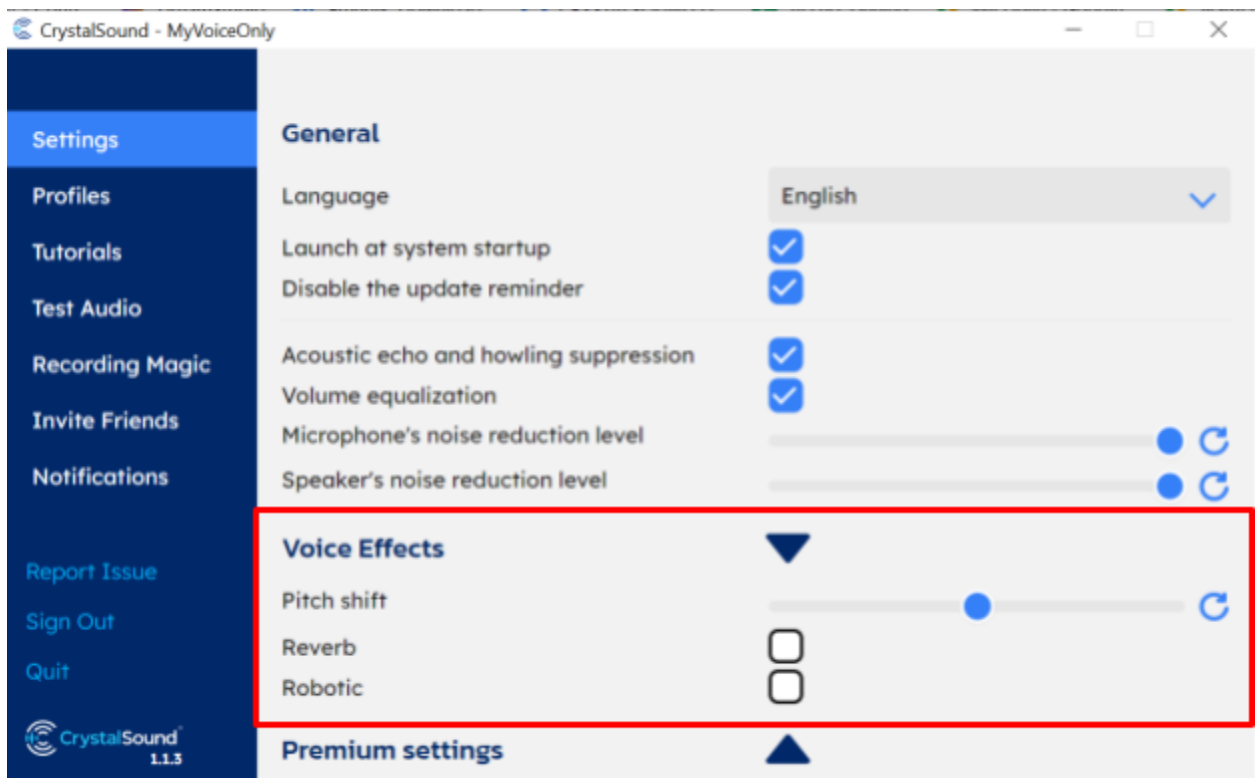 CrystalSound - MyVoiceOnly
Settings
Profiles
Tutorials
Test Audio
Recording Magic
Invite Friends
Notifications
Report Issue
Sign Out
Quit
CrystalSound
1.1.3
General
Language English
Launch at system startup
Disable the update reminder
Acoustic echo and howling suppression
Volume equalization
Microphone's noise reduction level
Speaker's noise reduction level
Voice Effects
Pitch shift
Reverb
Robotic
Premium settings